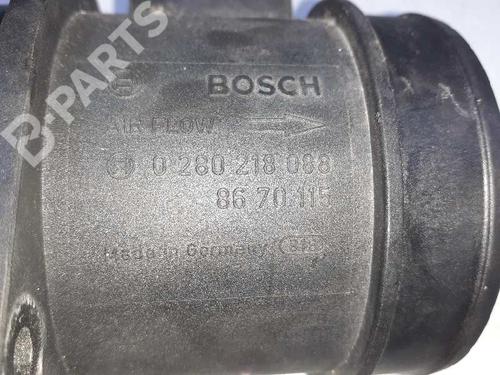 BOSCH
AIR FLOW
0 280 218 088
86 70 115
Made in Germany
B-PARTS